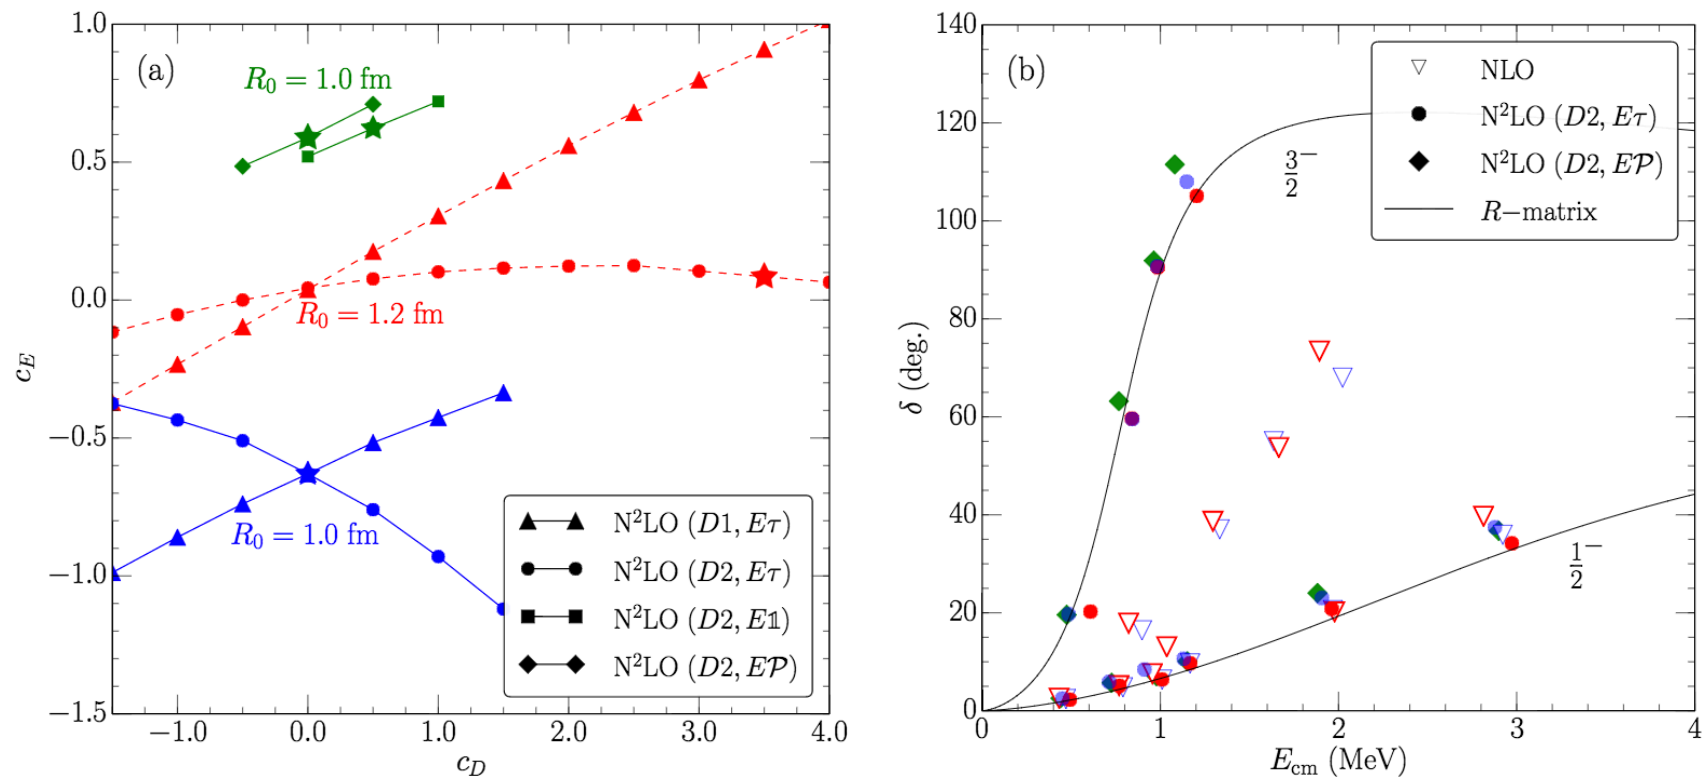 (a)
R₀ = 1.0 fm
R₀ = 1.2 fm
R₀ = 1.0 fm
N²LO (D1, Eτ)
N²LO (D2, Eτ)
N²LO (D2, E𝟙)
N²LO (D2, E𝒫)
1.0
0.5
0.0
−0.5
−1.0
−1.5
c_E
−1.0 0.0 1.0 2.0 3.0 4.0
c_D
(b)
NLO
N²LO (D2, Eτ)
N²LO (D2, E𝒫)
R−matrix
3/2⁻
1/2⁻
140
120
100
80
60
40
20
0
δ (deg.)
0 1 2 3 4
E_cm (MeV)